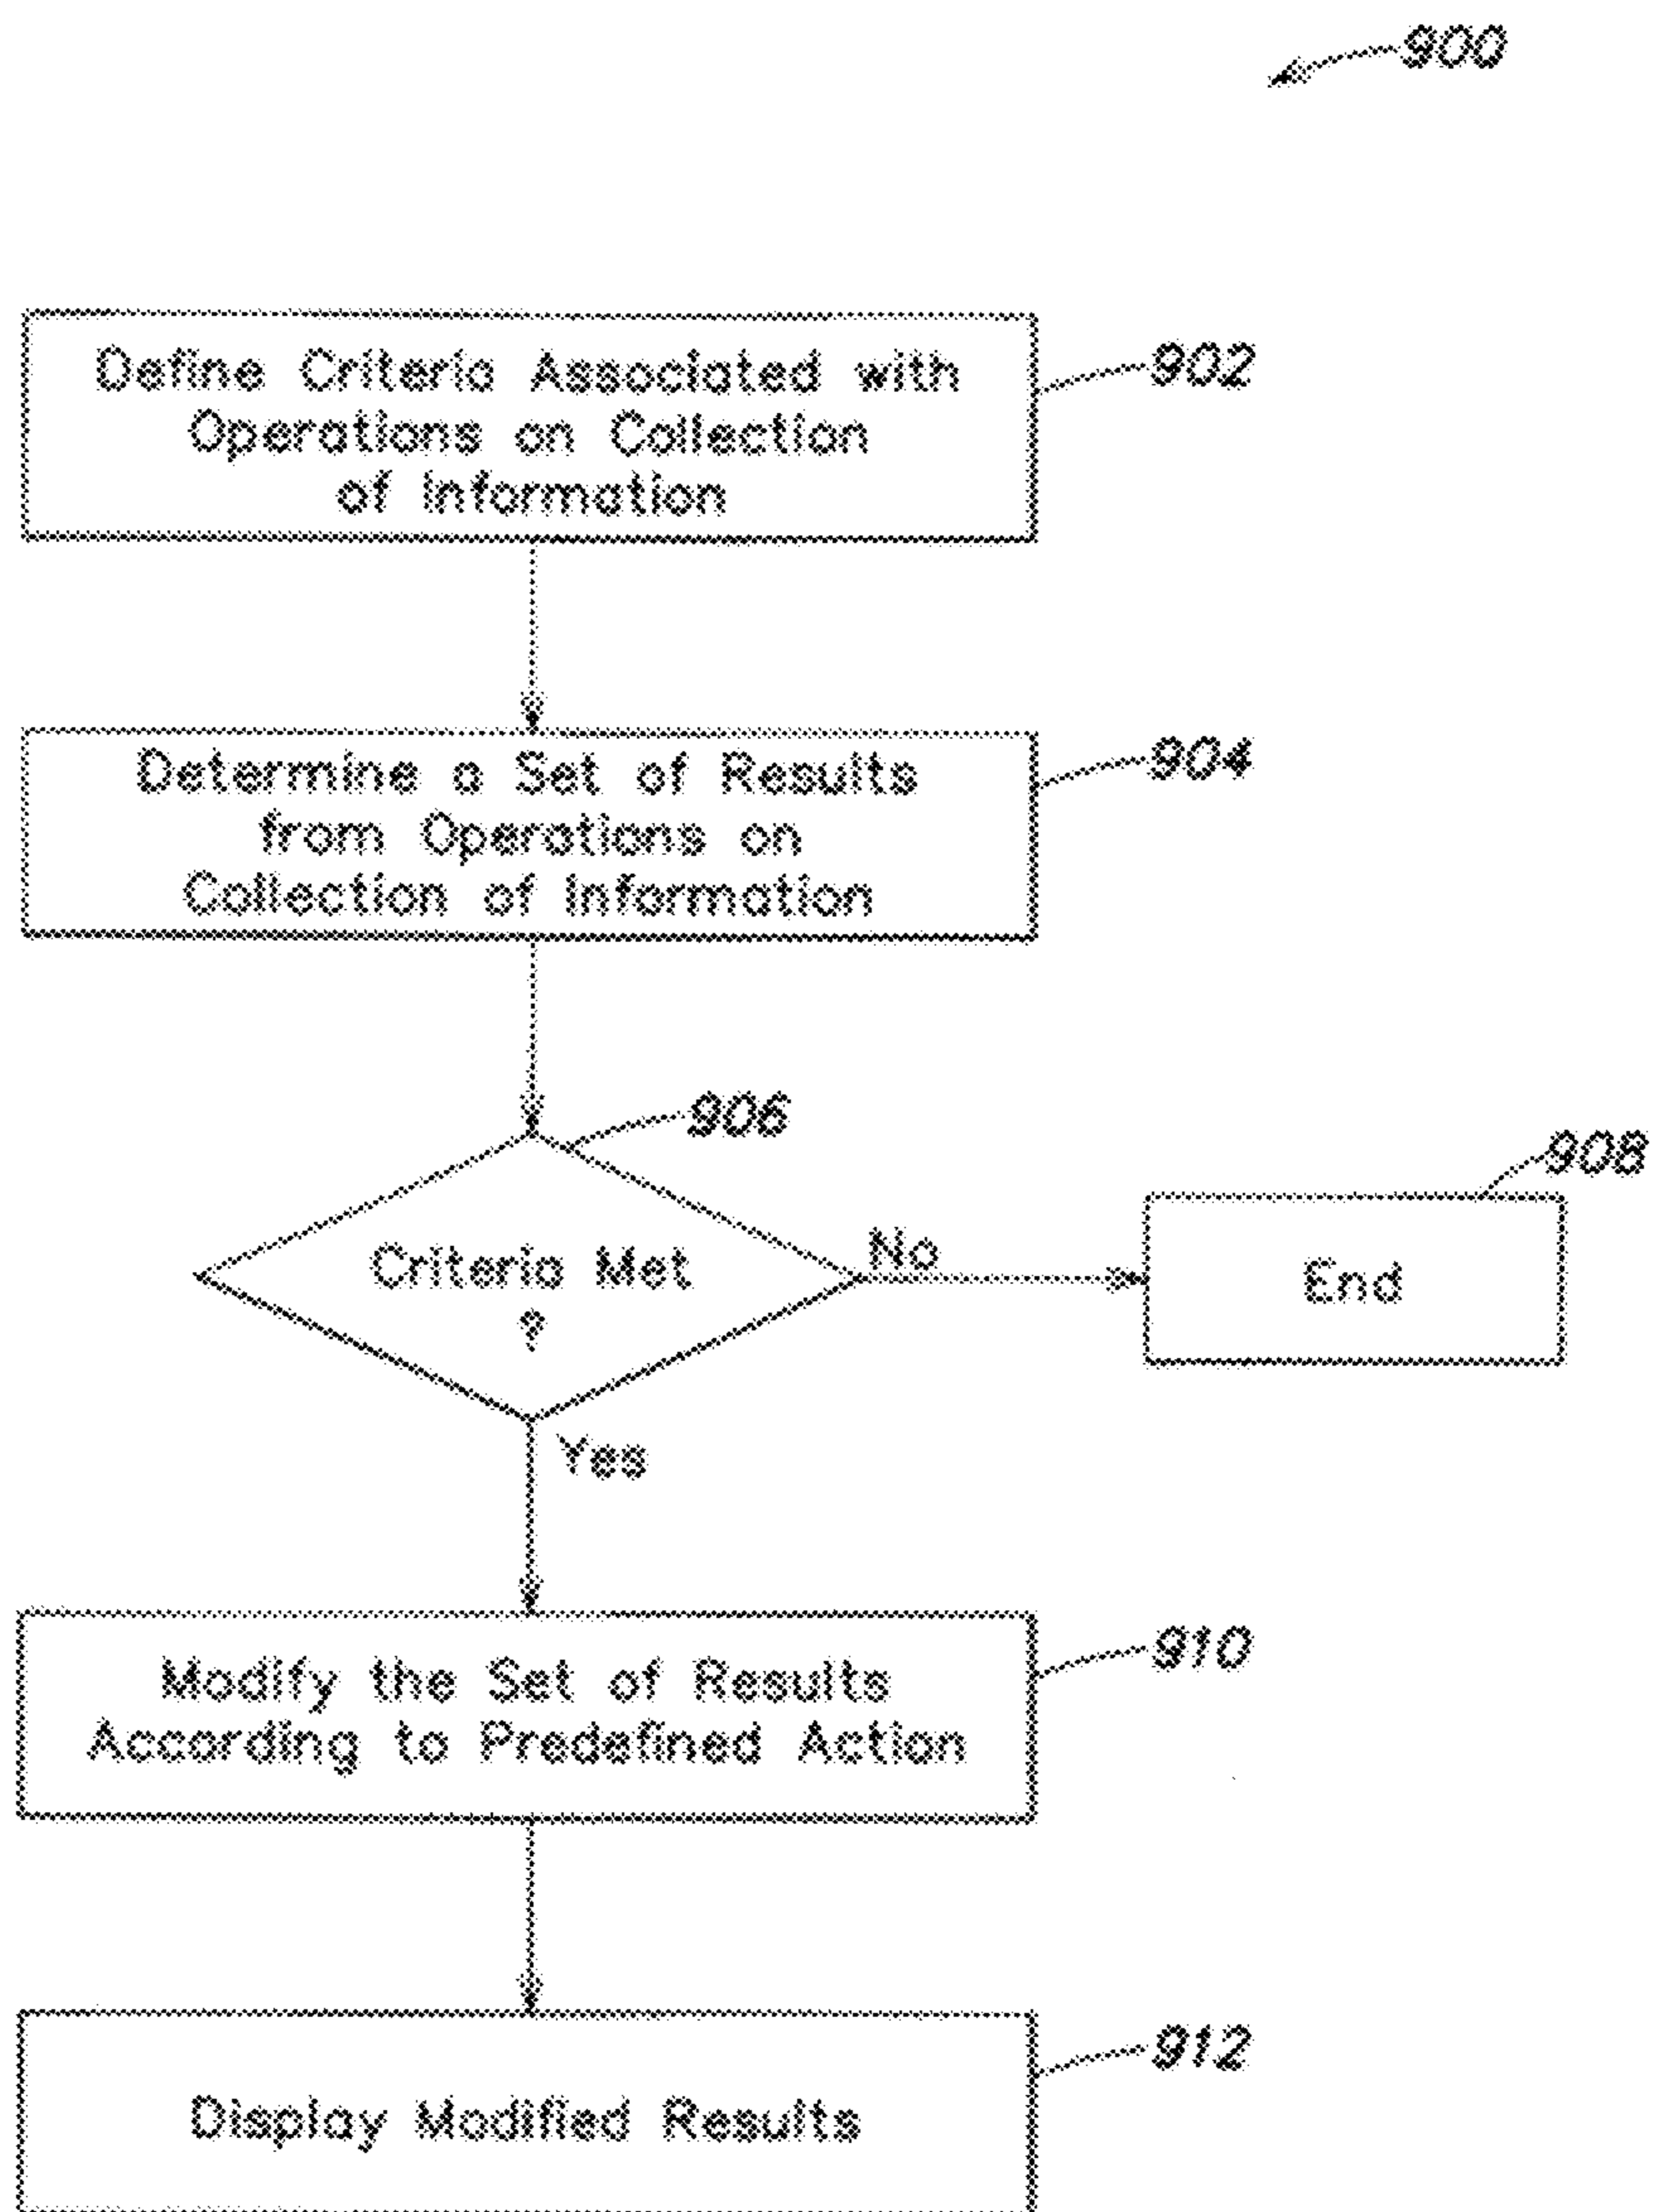 900
Define Criteria Associated with
Operations on Collection
of Information
902
Determine a Set of Results
from Operations on
Collection of Information
904
906
Criteria Met
?
No
908
End
Yes
Modify the Set of Results
According to Predefined Action
910
Display Modified Results
912